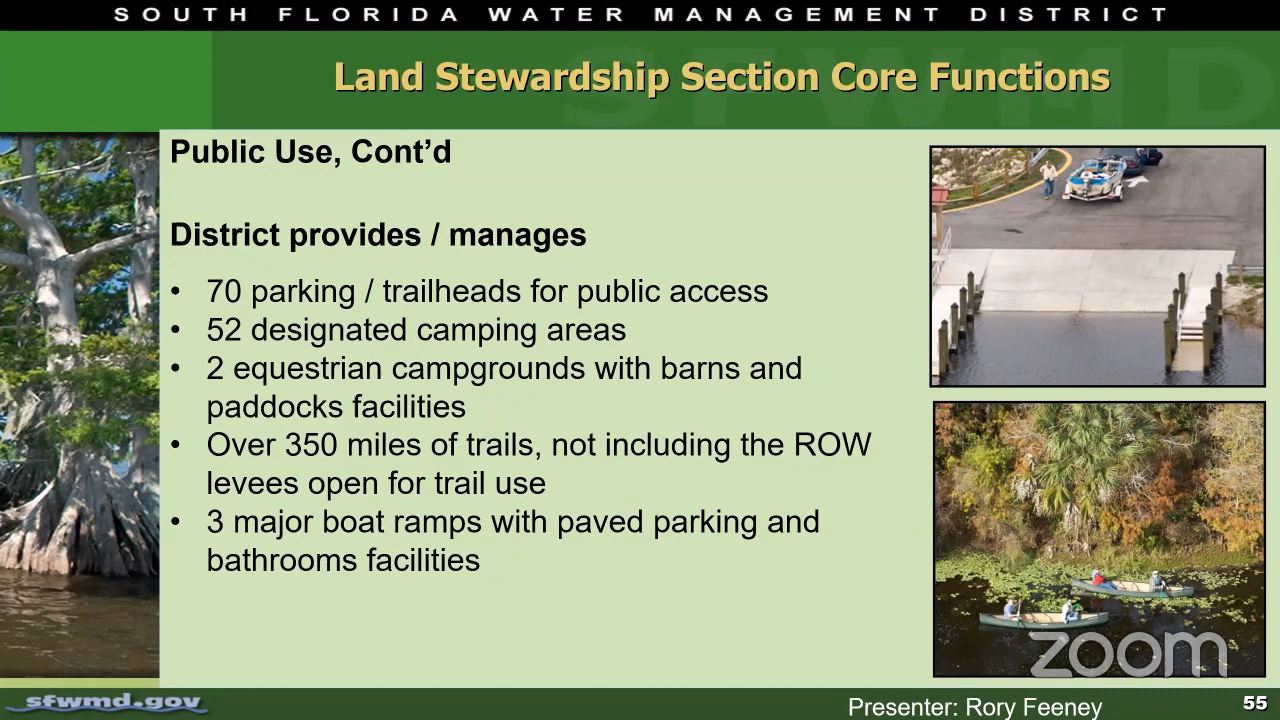 SOUTH FLORIDA WATER MANAGEMENT DISTRICT
SFWMD
Land Stewardship Section Core Functions
Public Use, Cont’d
District provides / manages
• 70 parking / trailheads for public access
• 52 designated camping areas
• 2 equestrian campgrounds with barns and
paddocks facilities
• Over 350 miles of trails, not including the ROW
levees open for trail use
• 3 major boat ramps with paved parking and
bathrooms facilities
zoom
sfwmd.gov
Presenter: Rory Feeney
55